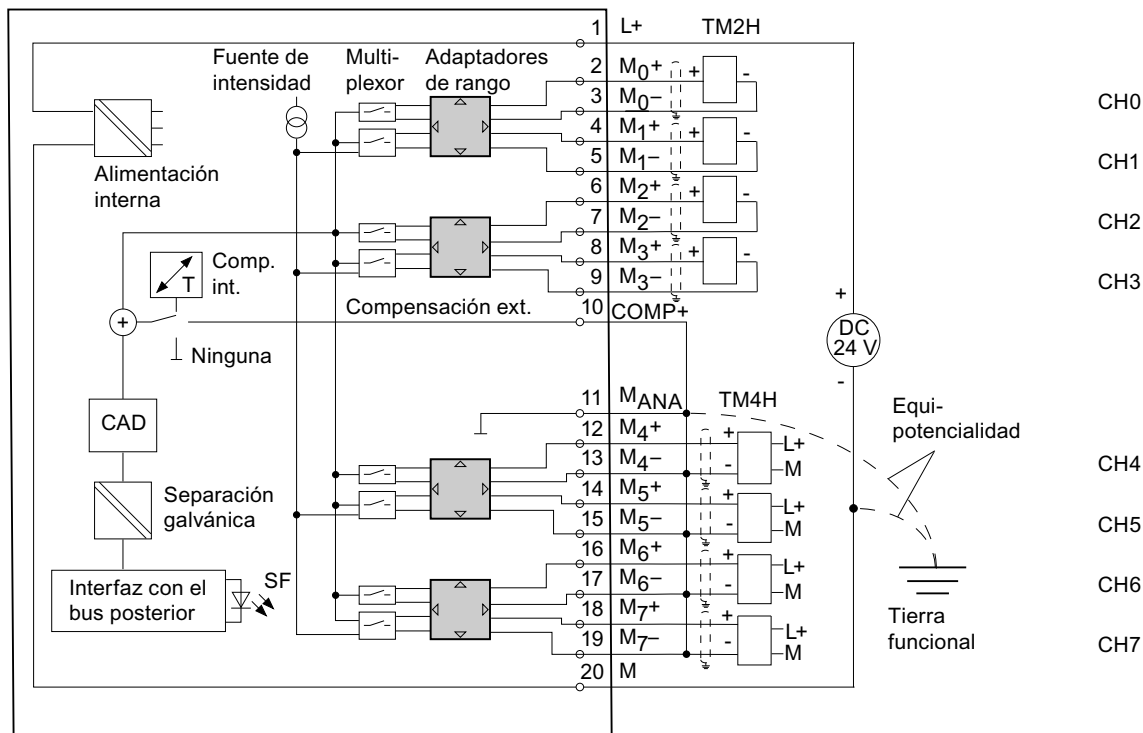 1 L+ TM2H
Fuente de
intensidad
Multi-
plexor
Adaptadores
de rango
2 M0+ + -
3 M0-
CH0
4 M1+ + -
5 M1-
CH1
Alimentación
interna
6 M2+ + -
7 M2-
CH2
8 M3+ + -
9 M3-
CH3
T
Comp.
int.
10 COMP+
Compensación ext.
+
Ninguna
+
DC
24 V
-
11 MANA TM4H
Equi-
potencialidad
CAD
12 M4+ + L+
13 M4- - M
CH4
Separación
galvánica
14 M5+ + L+
15 M5- - M
CH5
16 M6+ + L+
17 M6- - M
CH6
Interfaz con el
bus posterior
SF
18 M7+ + L+
19 M7- - M
CH7
Tierra
funcional
20 M